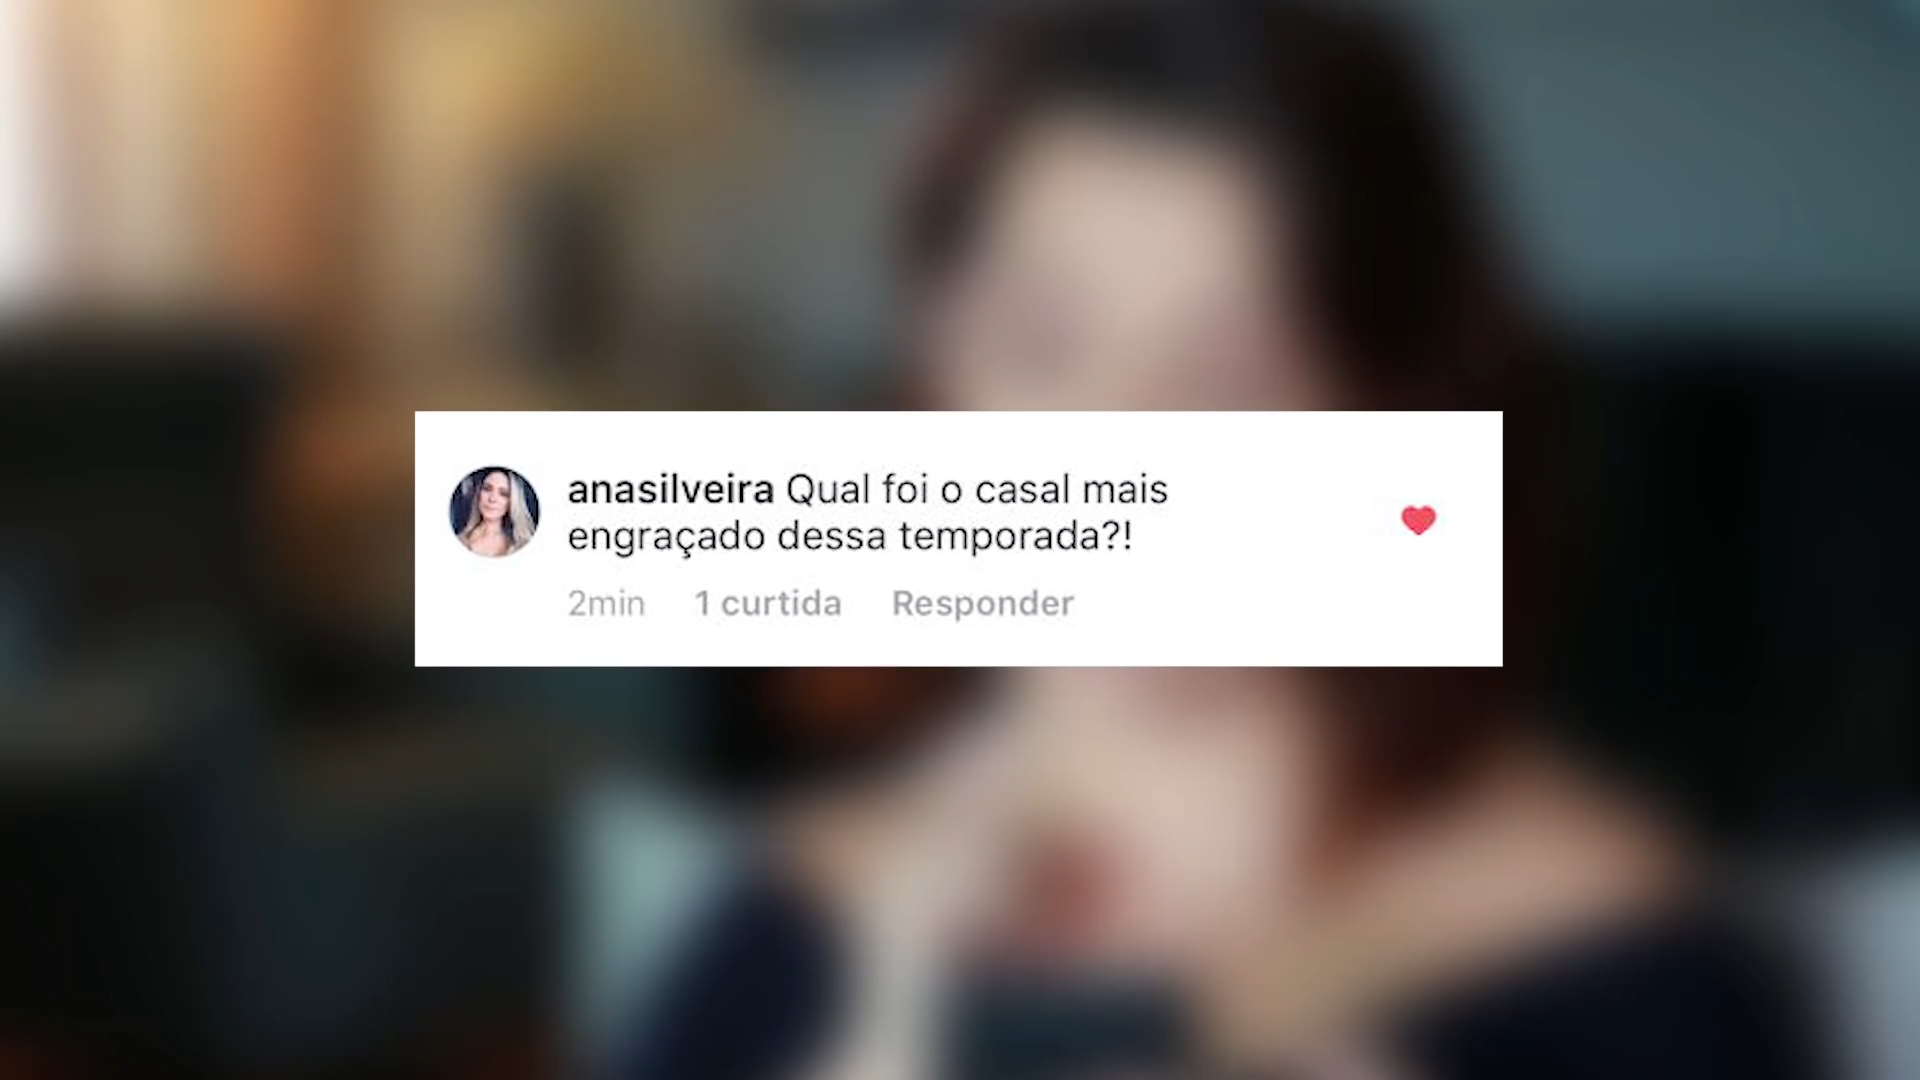 anasilveira Qual foi o casal mais
engraçado dessa temporada?!
2min 1 curtida Responder